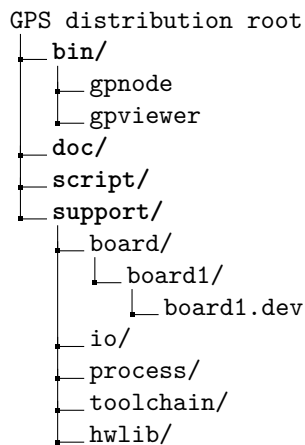 GPS distribution root
bin/
gpnode
gpviewer
doc/
script/
support/
board/
board1/
board1.dev
io/
process/
toolchain/
hwlib/